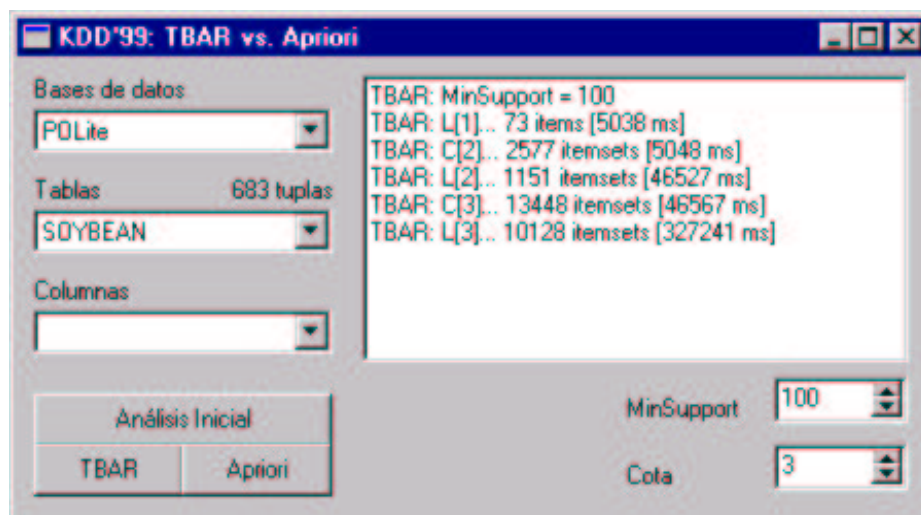 KDD'99: TBAR vs. Apriori
Bases de datos
POLite
Tablas 683 tuplas
SOYBEAN
Columnas
Análisis Inicial
TBAR Apriori
TBAR: MinSupport = 100
TBAR: L[1]... 73 items [5038 ms]
TBAR: C[2]... 2577 itemsets [5048 ms]
TBAR: L[2]... 1151 itemsets [46527 ms]
TBAR: C[3]... 13448 itemsets [46567 ms]
TBAR: L[3]... 10128 itemsets [327241 ms]
MinSupport 100
Cota 3